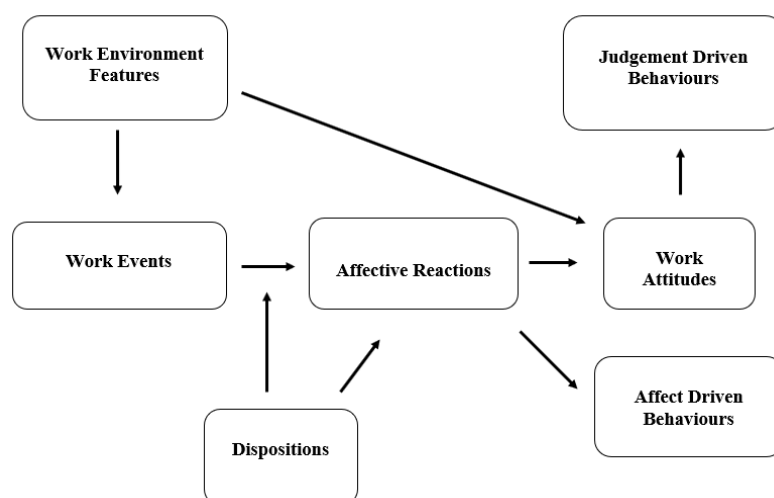 Work Environment
Features
Judgement Driven
Behaviours
Work Events
Affective Reactions
Work
Attitudes
Affect Driven
Behaviours
Dispositions